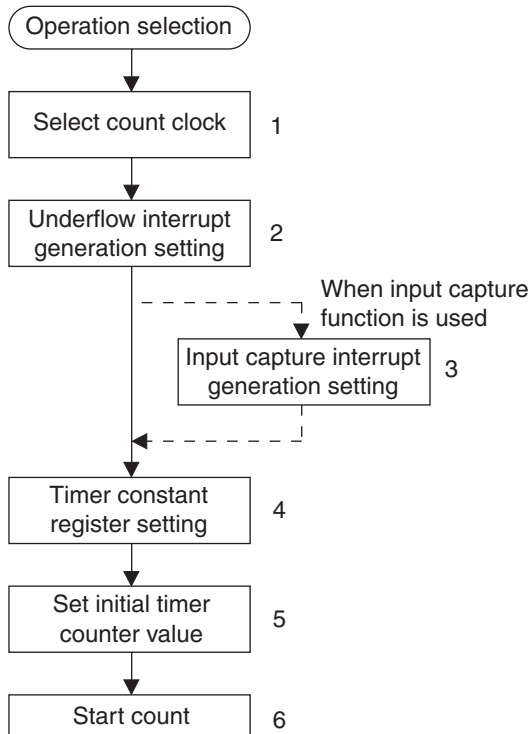 Operation selection
Select count clock
1
Underflow interrupt
generation setting
2
When input capture
function is used
Input capture interrupt
generation setting
3
Timer constant
register setting
4
Set initial timer
counter value
5
Start count
6